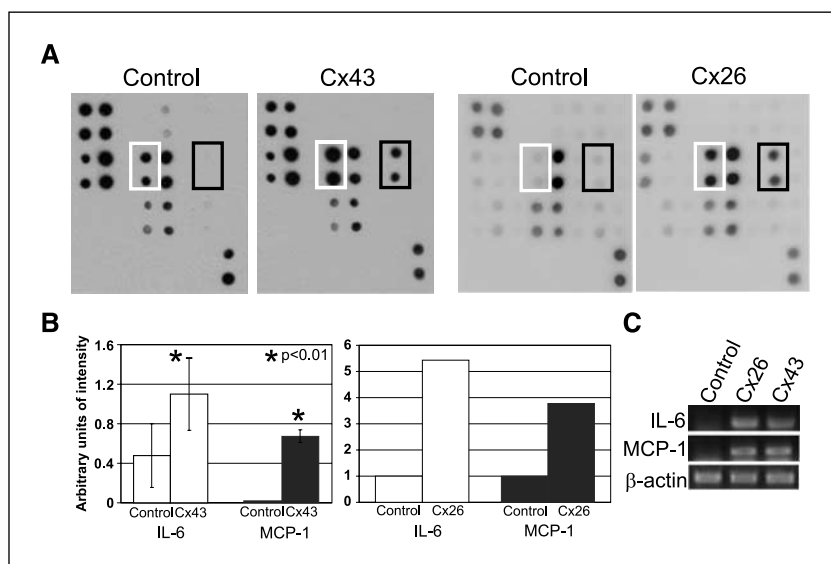 A
Control
Cx43
Control
Cx26
B
Arbitrary units of intensity
1.6
1.2
0.8
0.4
0
* * p<0.01
*
Control Cx43 Control Cx43
IL-6 MCP-1
6
5
4
3
2
1
0
Control Cx26 Control Cx26
IL-6 MCP-1
C
Control
Cx26
Cx43
IL-6
MCP-1
β-actin